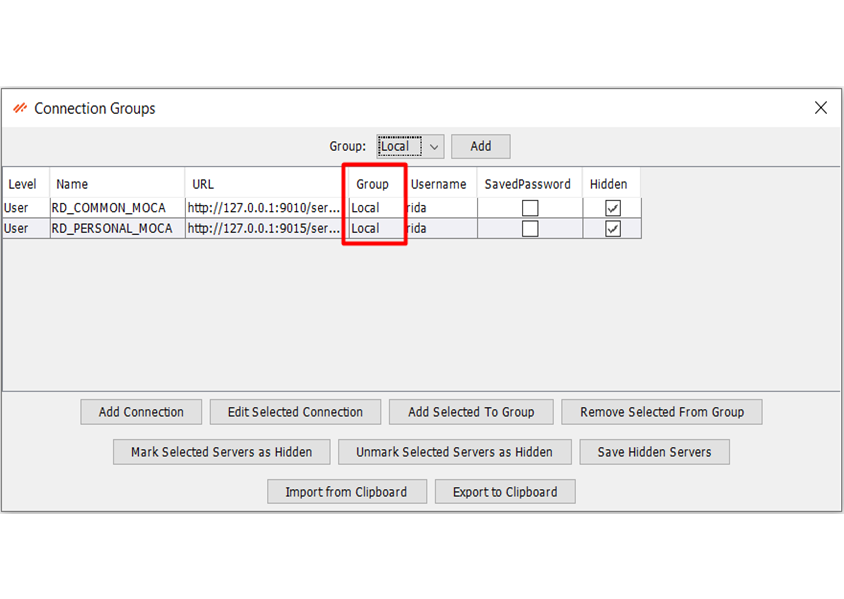 Connection Groups
Group: Local Add
Level Name URL Group Username SavedPassword Hidden
User RD_COMMON_MOCA http://127.0.0.1:9010/ser... Local rida
User RD_PERSONAL_MOCA http://127.0.0.1:9015/ser... Local rida
Add Connection Edit Selected Connection Add Selected To Group Remove Selected From Group
Mark Selected Servers as Hidden Unmark Selected Servers as Hidden Save Hidden Servers
Import from Clipboard Export to Clipboard